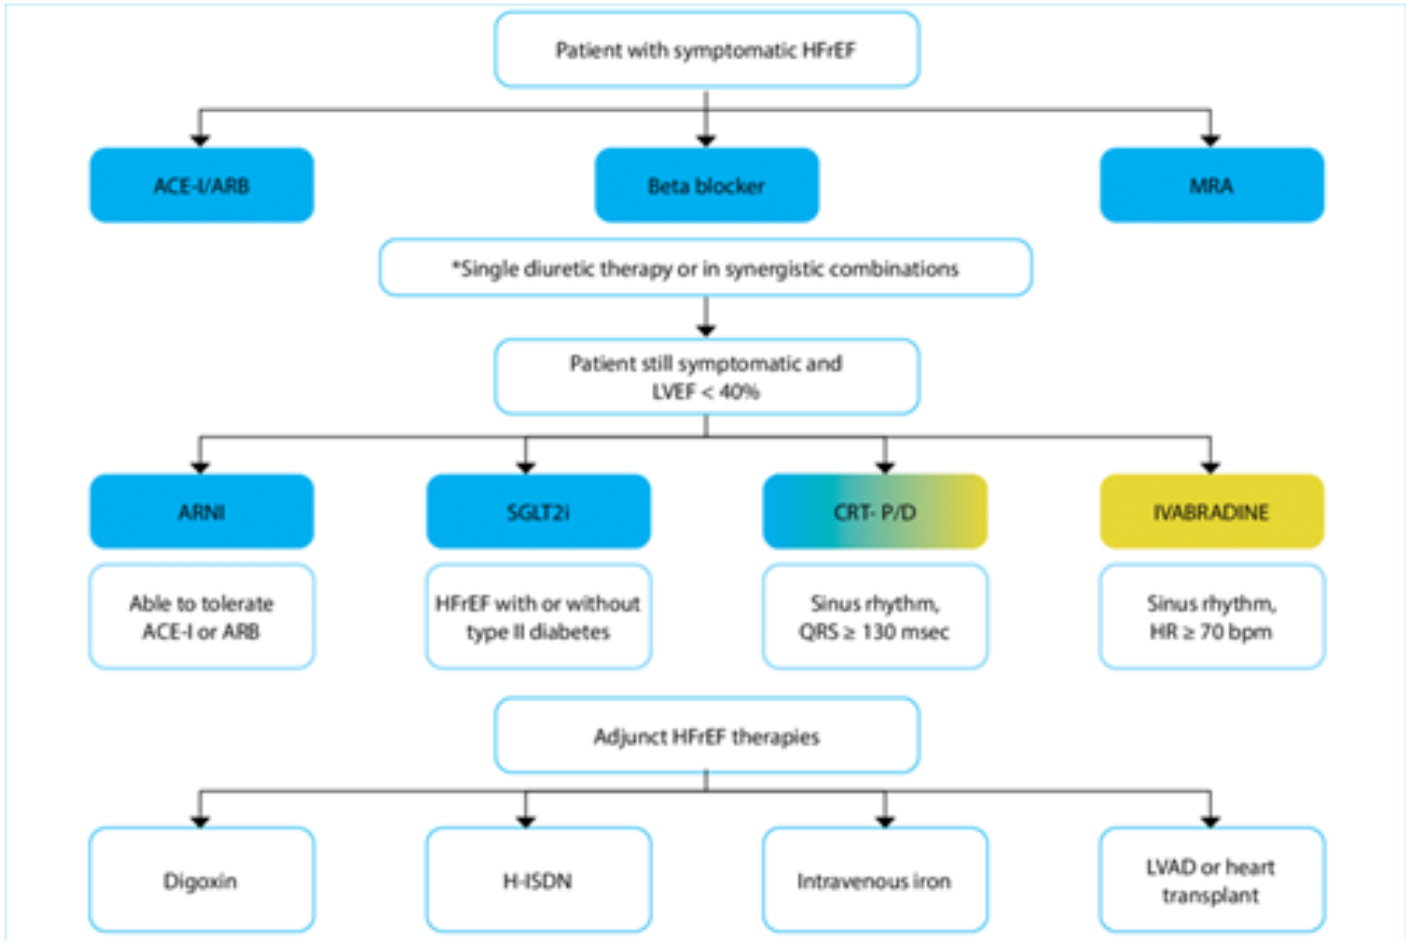 Patient with symptomatic HFrEF
ACE-I/ARB
Beta blocker
MRA
*Single diuretic therapy or in synergistic combinations
Patient still symptomatic and
LVEF < 40%
ARNI
SGLT2i
CRT- P/D
IVABRADINE
Able to tolerate
ACE-I or ARB
HFrEF with or without
type II diabetes
Sinus rhythm,
QRS ≥ 130 msec
Sinus rhythm,
HR ≥ 70 bpm
Adjunct HFrEF therapies
Digoxin
H-ISDN
Intravenous iron
LVAD or heart
transplant